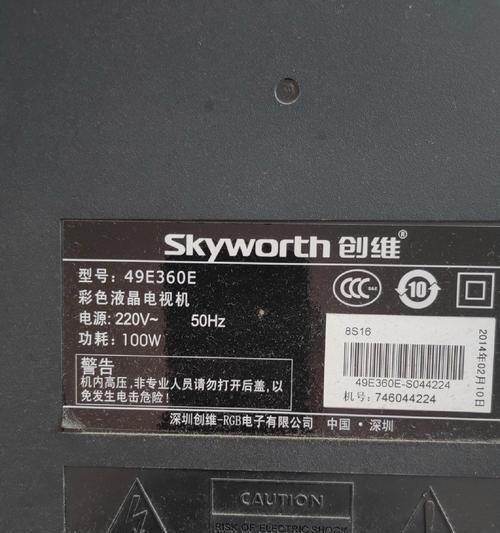 Skyworth 创维®
型号: 49E360E
彩色液晶电视机
电源: 220V~ 50Hz
功耗: 100W
CCC S&E
10
警告
机内高压, 非专业人员请勿打开后盖, 以
免发生电击危险!
8S16
49E360E-S044224
机号: 746044224
2014年02月10日
深圳创维-RGB电子有限公司 中国·深圳
CAUTION
RISK OF ELECTRIC SHOCK